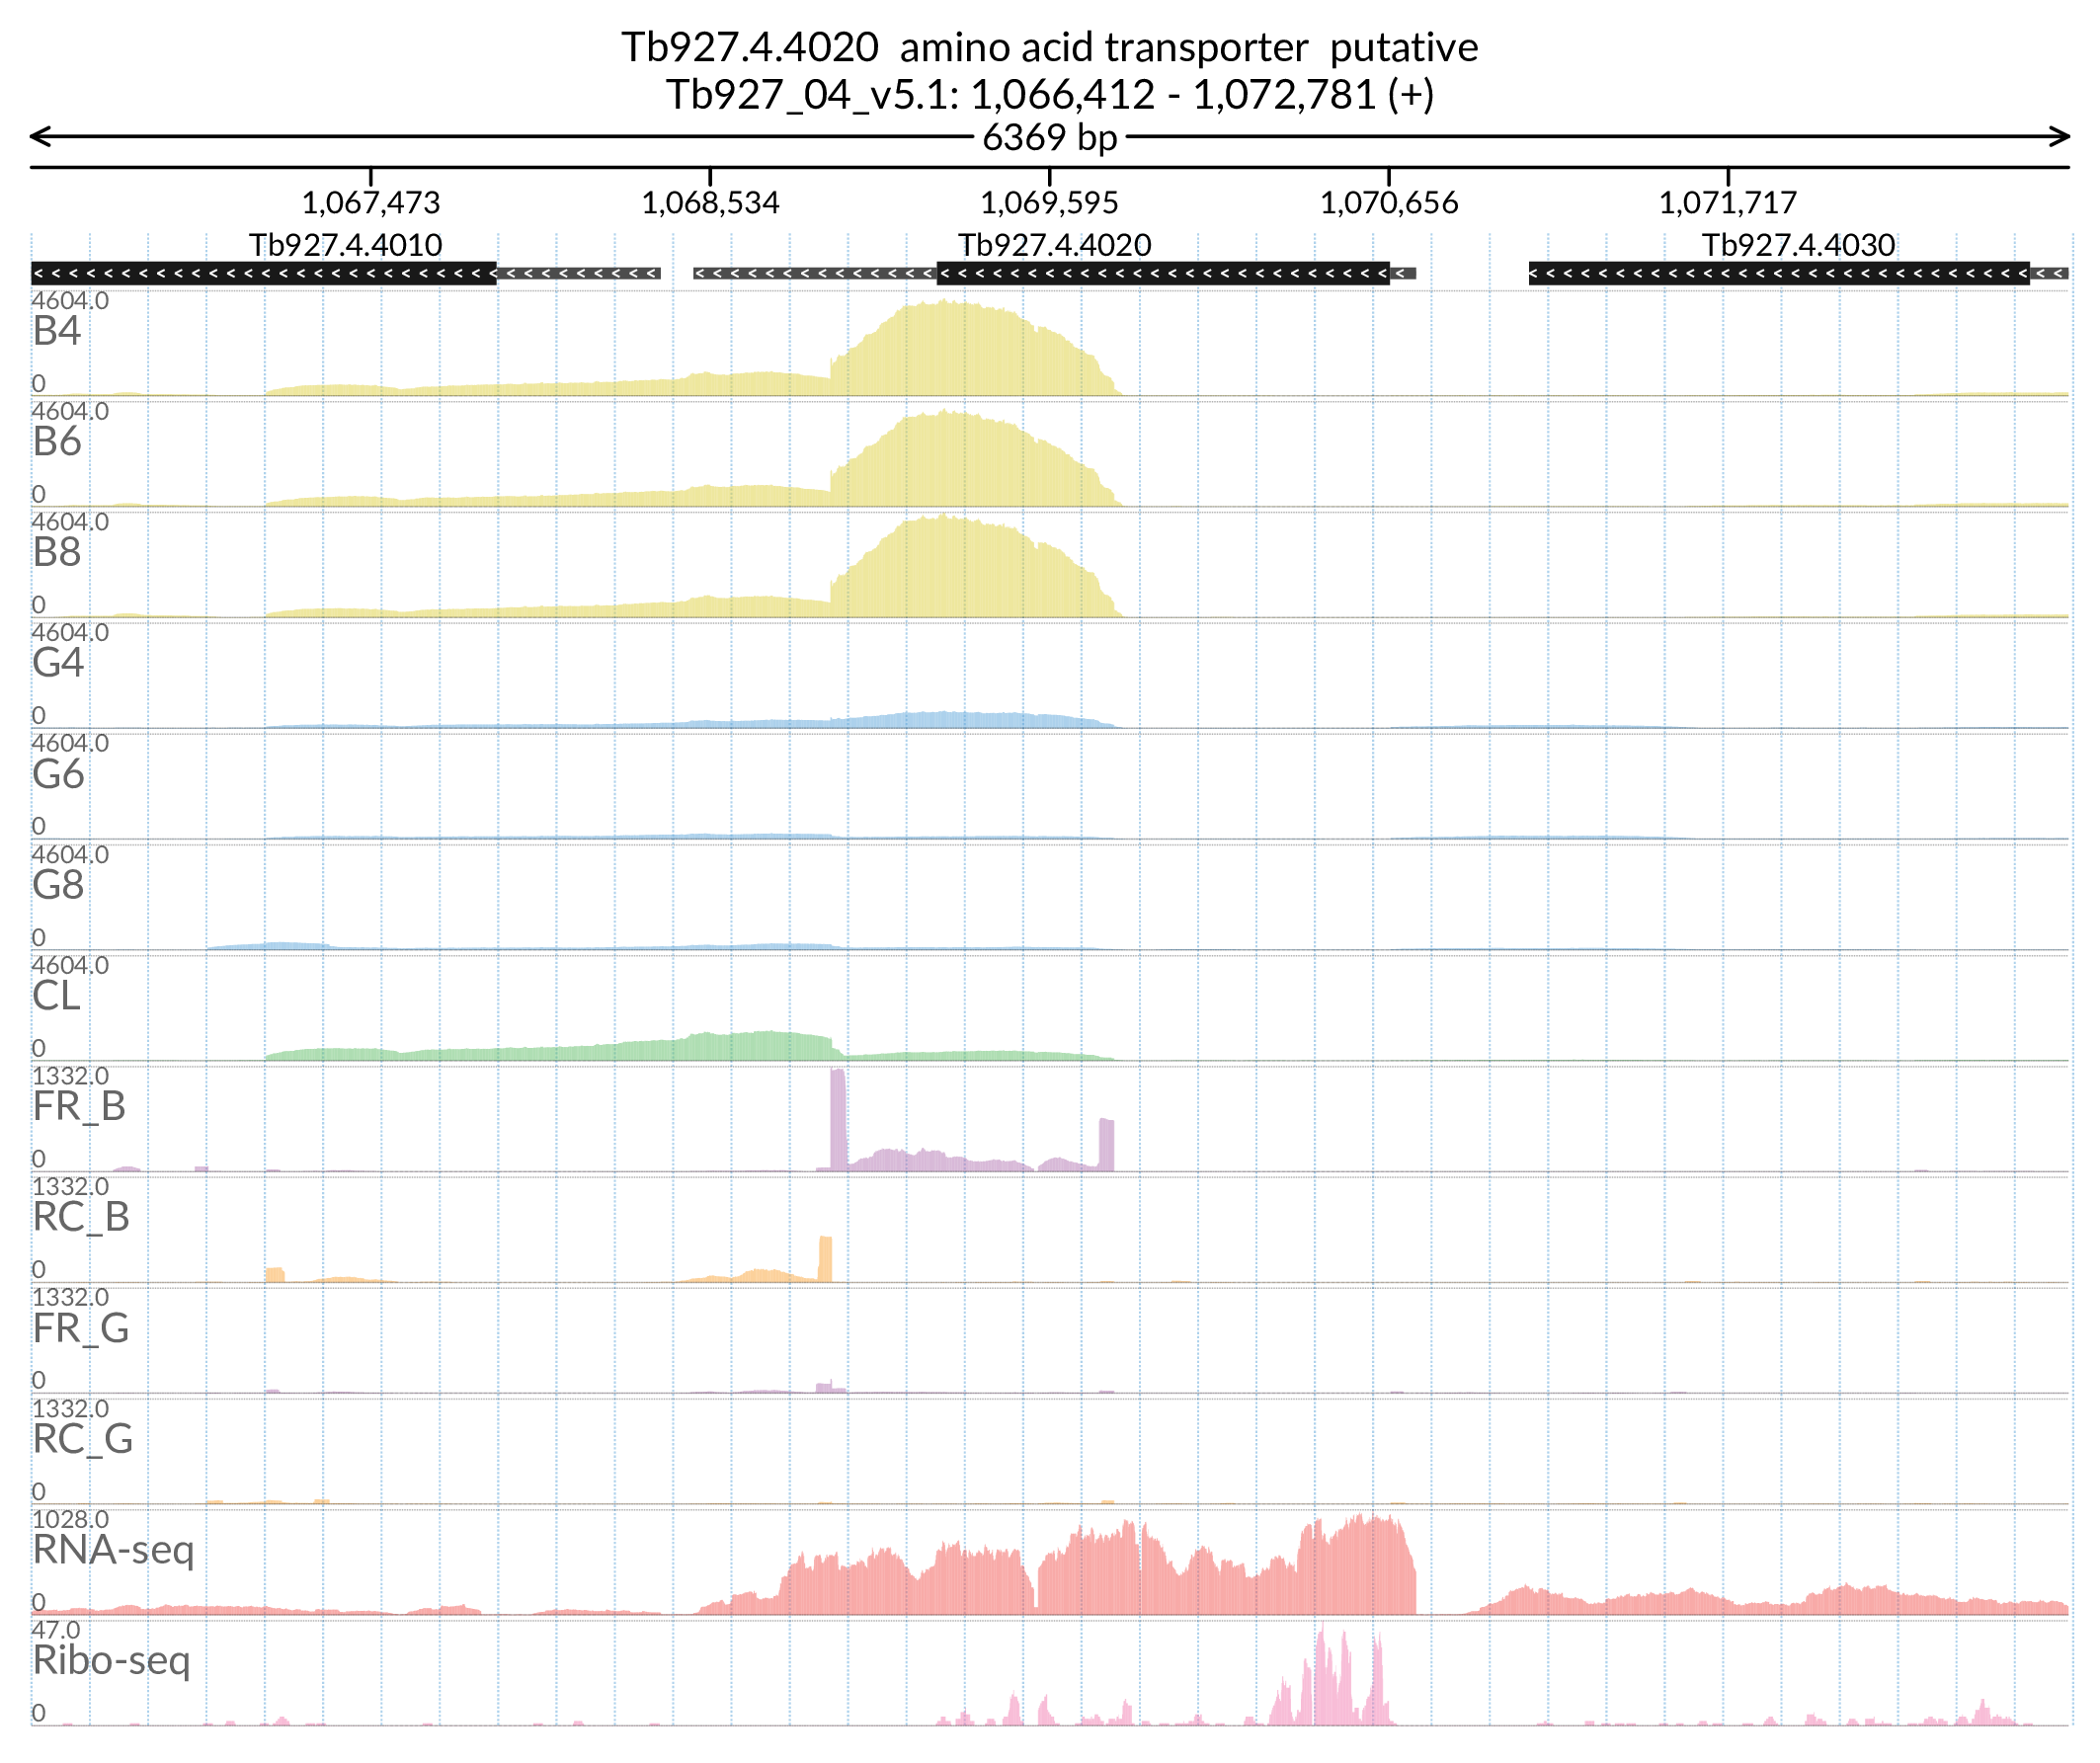 Tb927.4.4020  amino acid transporter  putative
Tb927_04_v5.1: 1,066,412 - 1,072,781 (+)
6369 bp
1,067,473 1,068,534 1,069,595 1,070,656 1,071,717
Tb927.4.4010 Tb927.4.4020 Tb927.4.4030
4604.0
B4
0
4604.0
B6
0
4604.0
B8
0
4604.0
G4
0
4604.0
G6
0
4604.0
G8
0
4604.0
CL
0
1332.0
FR_B
0
1332.0
RC_B
0
1332.0
FR_G
0
1332.0
RC_G
0
1028.0
RNA-seq
0
47.0
Ribo-seq
0